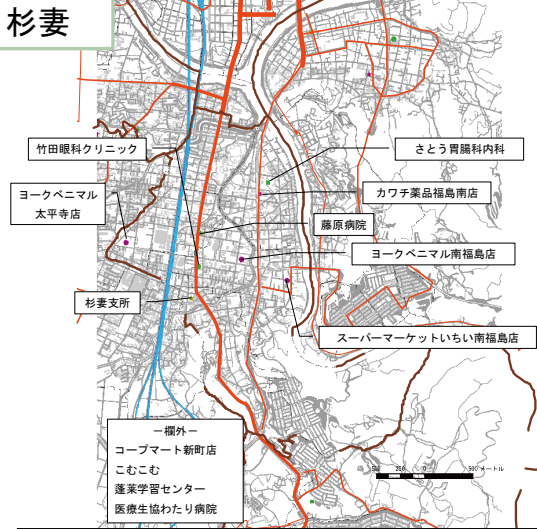 杉妻
竹田眼科クリニック
さとう胃腸科内科
ヨークベニマル
太平寺店
カワチ薬品福島南店
藤原病院
ヨークベニマル南福島店
杉妻支所
スーパーマーケットいちい南福島店
－欄外－
コープマート新町店
こむこむ
蓬莱学習センター
医療生協わたり病院
500 250 0 500 メートル